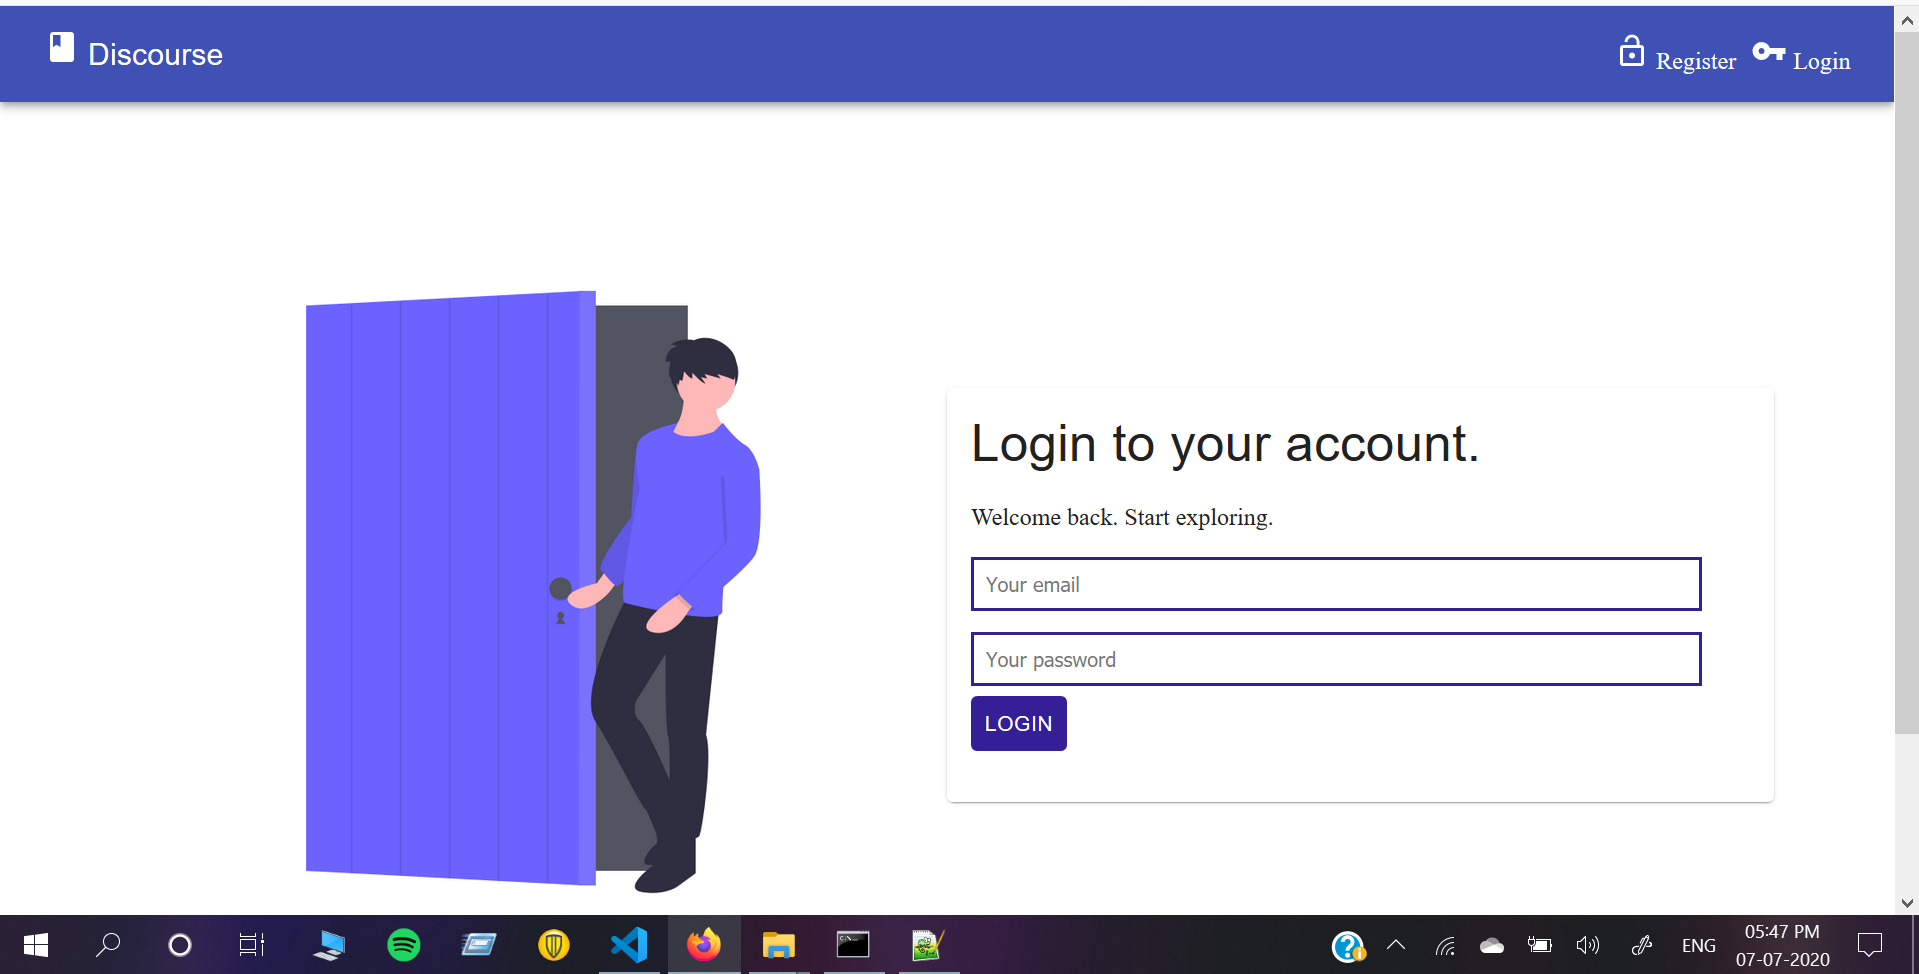 Discourse
Register
Login
Login to your account.
Welcome back. Start exploring.
Your email
Your password
LOGIN
ENG
05:47 PM
07-07-2020